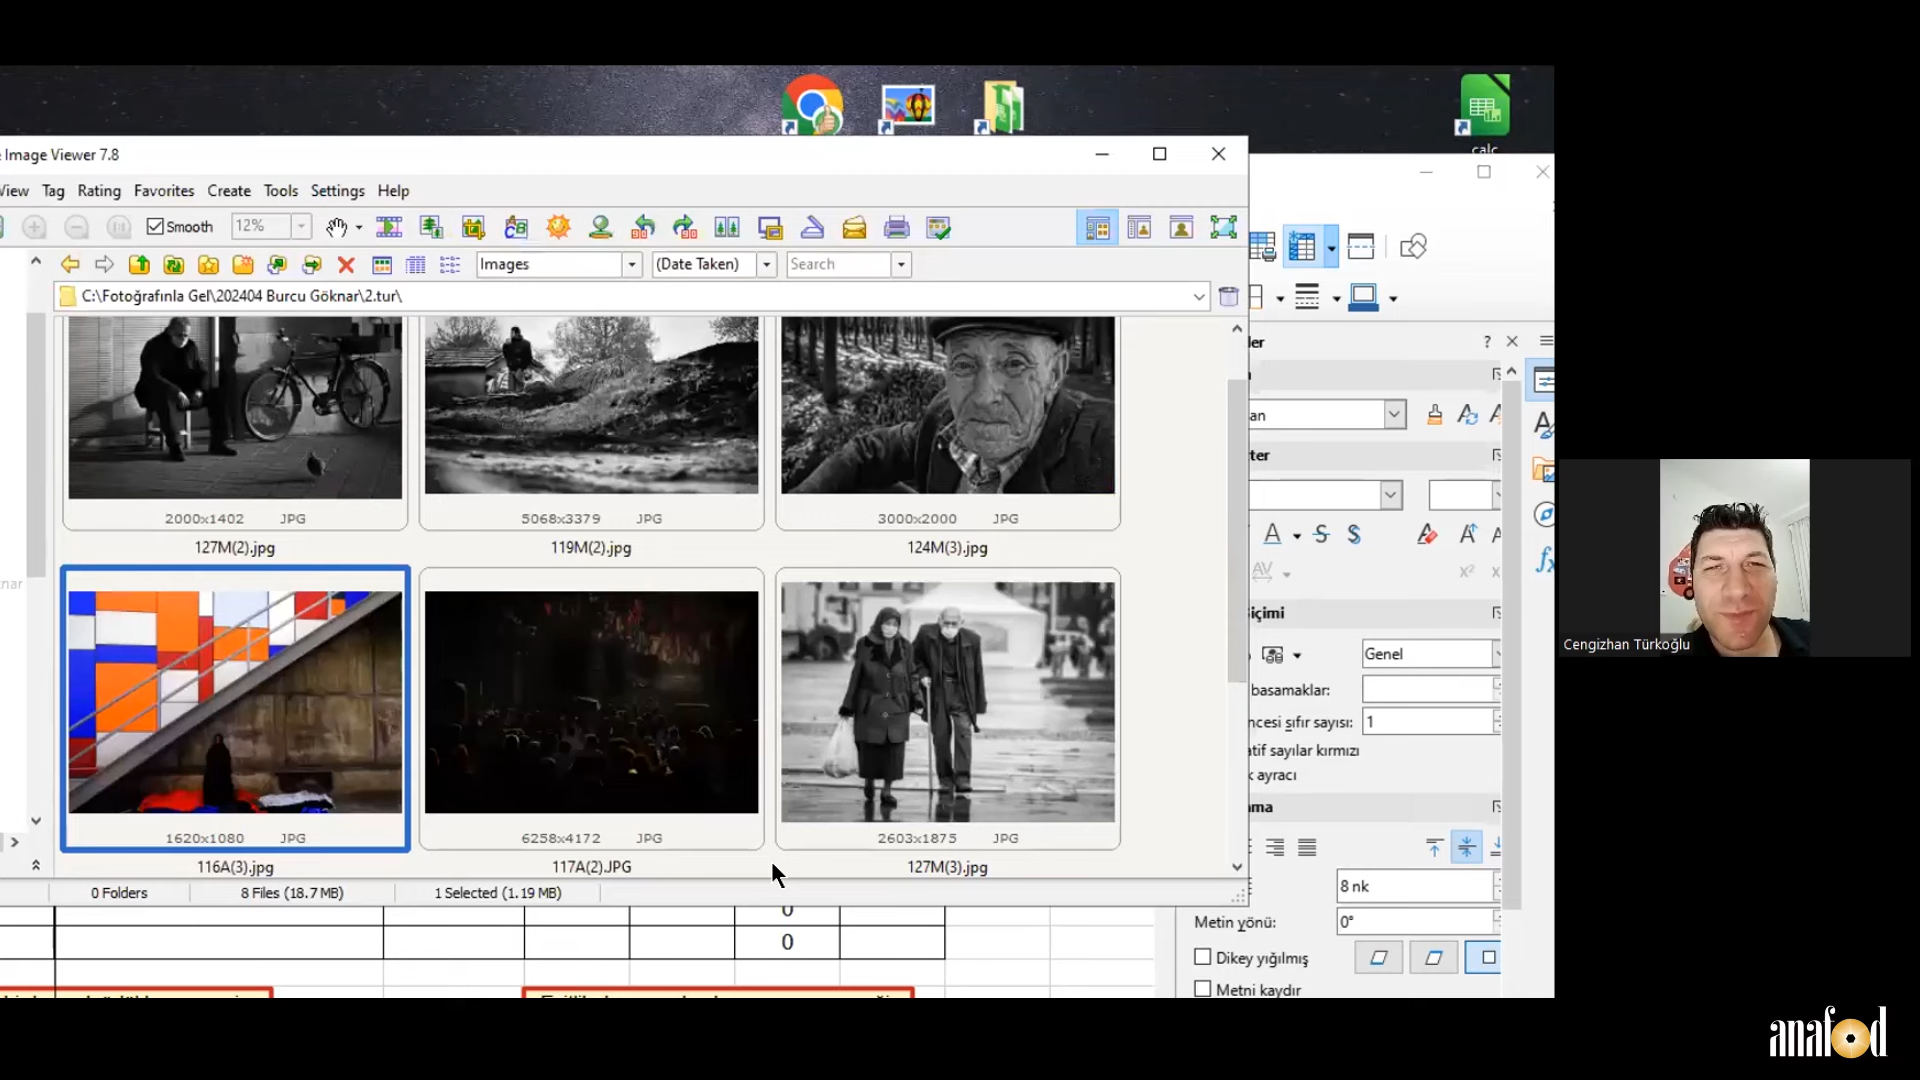 calc
Image Viewer 7.8
View Tag Rating Favorites Create Tools Settings Help
Smooth 12%
Images (Date Taken) Search
C:\Fotoğrafınla Gel\202404 Burcu Göknar\2.tur\
2000x1402 JPG
127M(2).jpg
5068x3379 JPG
119M(2).jpg
3000x2000 JPG
124M(3).jpg
1620x1080 JPG
116A(3).jpg
6258x4172 JPG
117A(2).JPG
2603x1875 JPG
127M(3).jpg
0 Folders 8 Files (18.7 MB) 1 Selected (1.19 MB)
0
0
ler
an
ter
içimi
Genel
basamaklar:
ncesi sıfır sayısı: 1
atif sayılar kırmızı
k ayracı
ama
8 nk
Metin yönü: 0°
Dikey yığılmış
Metni kaydır
Cengizhan Türkoğlu
anafod